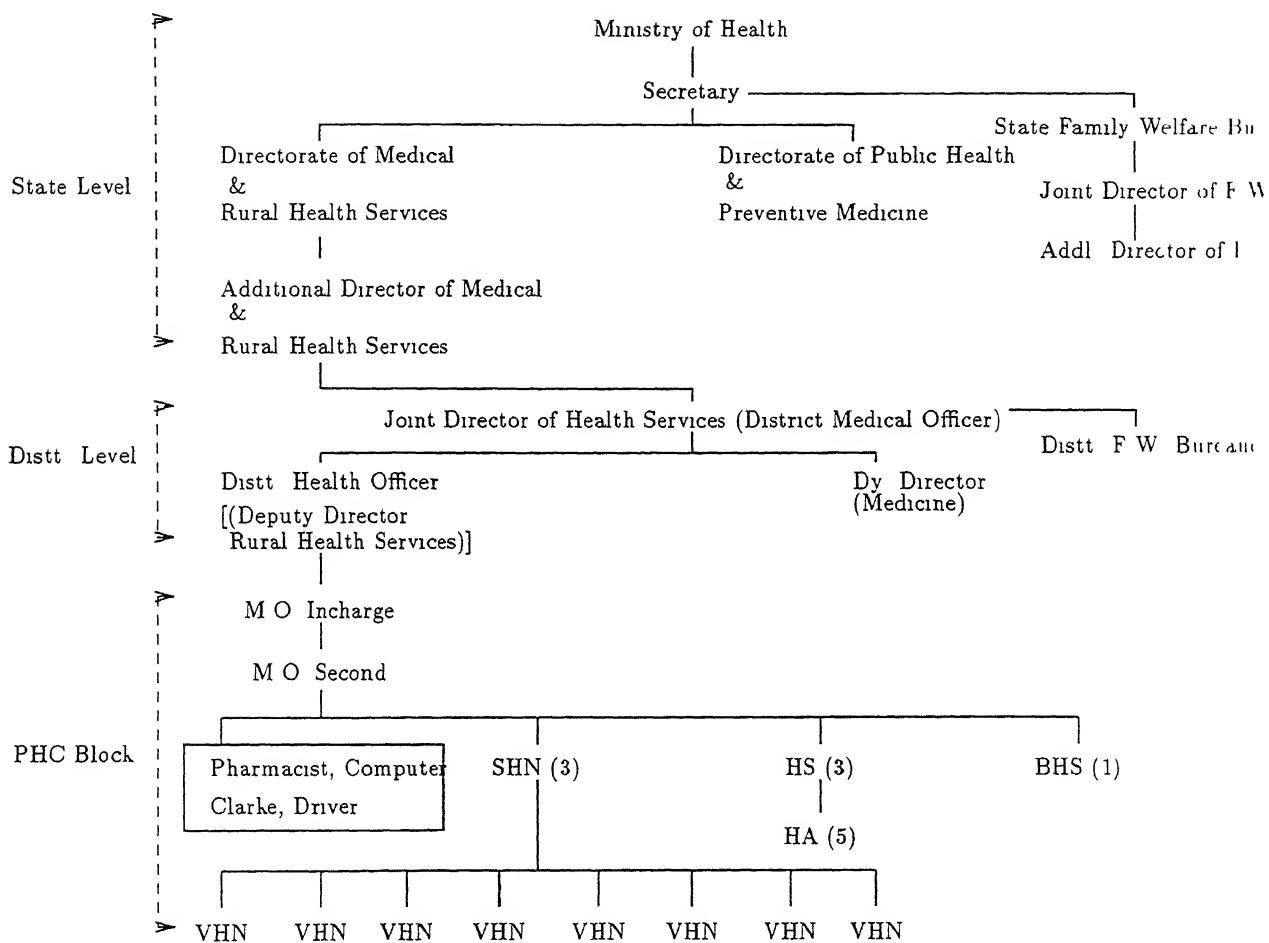 Ministry of Health
Secretary
State Family Welfare
Directorate of Medical
&
Rural Health Services
Directorate of Public Health
&
Preventive Medicine
State Level
Joint Director of F W
Addl Director of
Additional Director of Medical
&
Rural Health Services
Joint Director of Health Services (District Medical Officer)
Distt F W Bureau
Distt Level
Distt Health Officer
[(Deputy Director
Rural Health Services)]
Dy Director
(Medicine)
M O Incharge
M O Second
PHC Block
Pharmacist, Computer
Clarke, Driver
SHN (3)
HS (3)
BHS (1)
HA (5)
VHN VHN VHN VHN VHN VHN VHN VHN